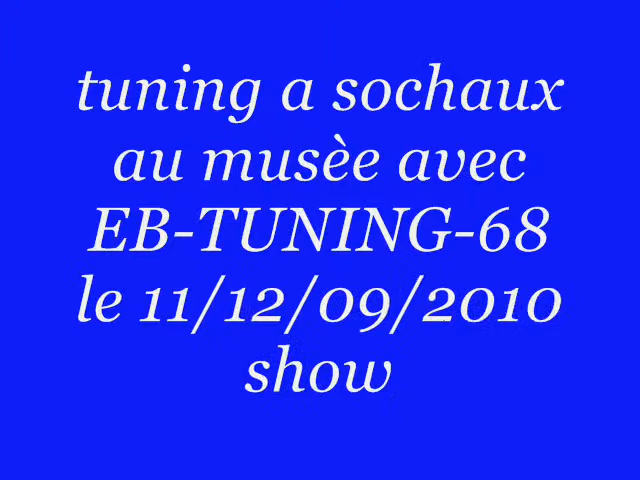 tuning a sochaux
au musèe avec
EB-TUNING-68
le 11/12/09/2010
show